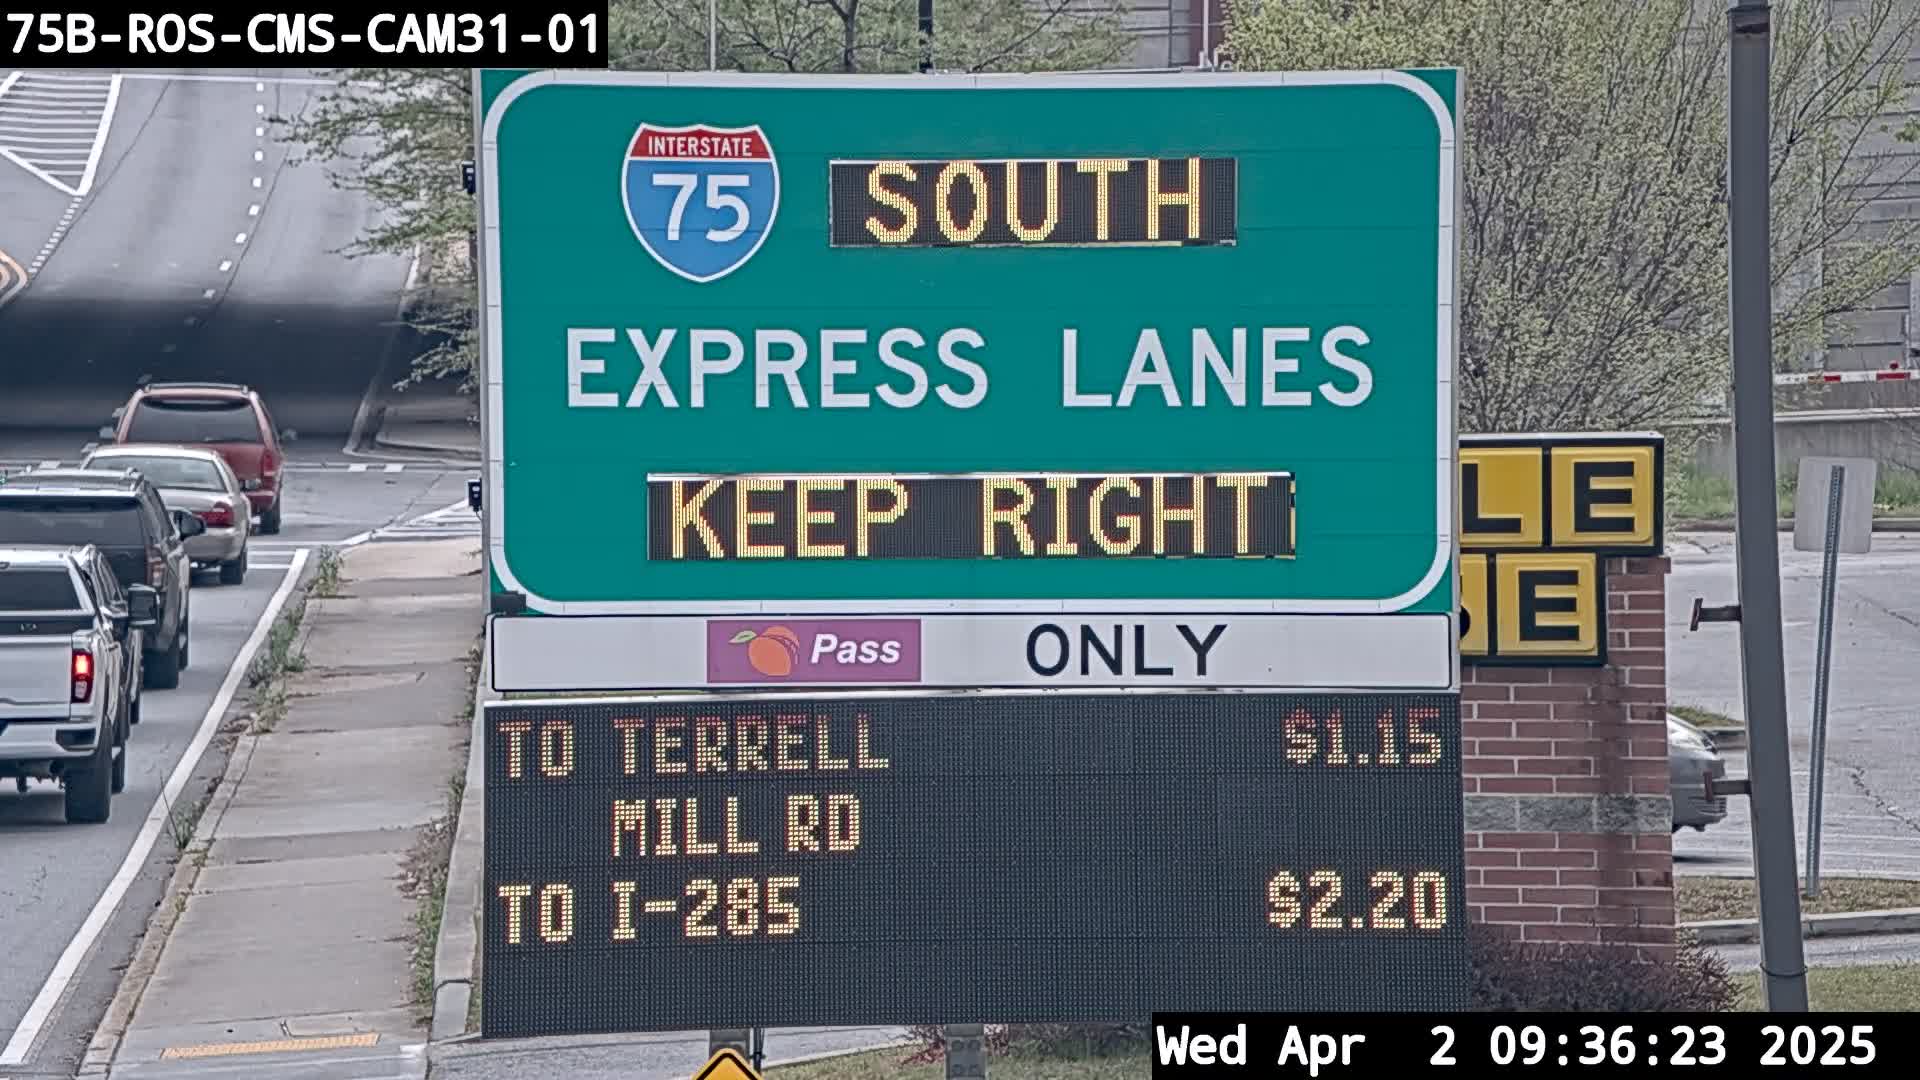 75B-ROS-CMS-CAM31-01
INTERSTATE
75
SOUTH
EXPRESS LANES
KEEP RIGHT
Pass ONLY
TO TERRELL $1.15
MILL RD
TO I-285 $2.20
LE
E
Wed Apr 2 09:36:23 2025